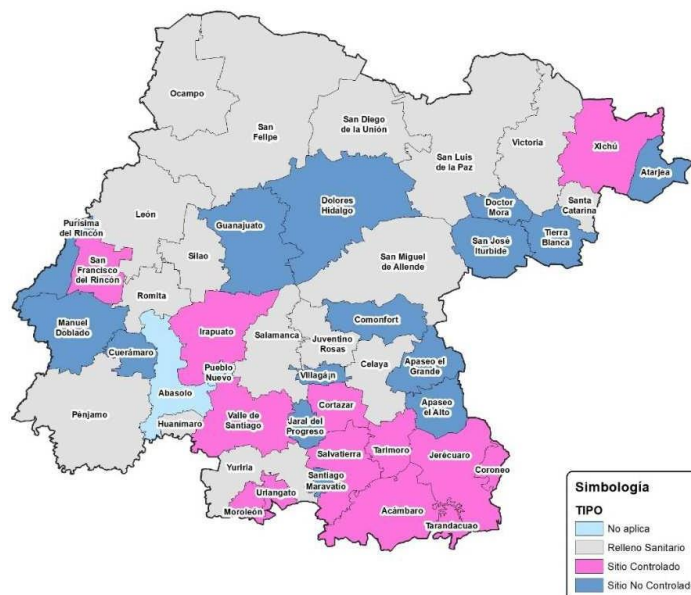 Ocampo
San
Felipe
San Diego
de la Unión
San Luis
de la Paz
Victoria
Xichú
Atarjea
León
Dolores
Hidalgo
Guanajuato
Doctor
Mora
Santa
Catarina
Purísima
del Rincón
San José
Iturbide
Tierra
Blanca
San
Francisco
del Rincón
Silao
San Miguel
de Allende
Romita
Manuel
Doblado
Irapuato
Salamanca
Comonfort
Juventino
Rosas
Cuerámaro
Celaya
Apaseo el
Grande
Pueblo
Nuevo
Villagá¡n
Abasolo
Cortazar
Apaseo
el Alto
Pénjamo
Huanímaro
Valle de
Santiago
Jaral del
Progreso
Salvatierra
Tarimoro
Jerécuaro
Coroneo
Yuriria
Santiago
Maravatío
Uriangato
Moroleón
Acámbaro
Tarandacuao
Simbología
TIPO
No aplica
Relleno Sanitario
Sitio Controlado
Sitio No Controlado